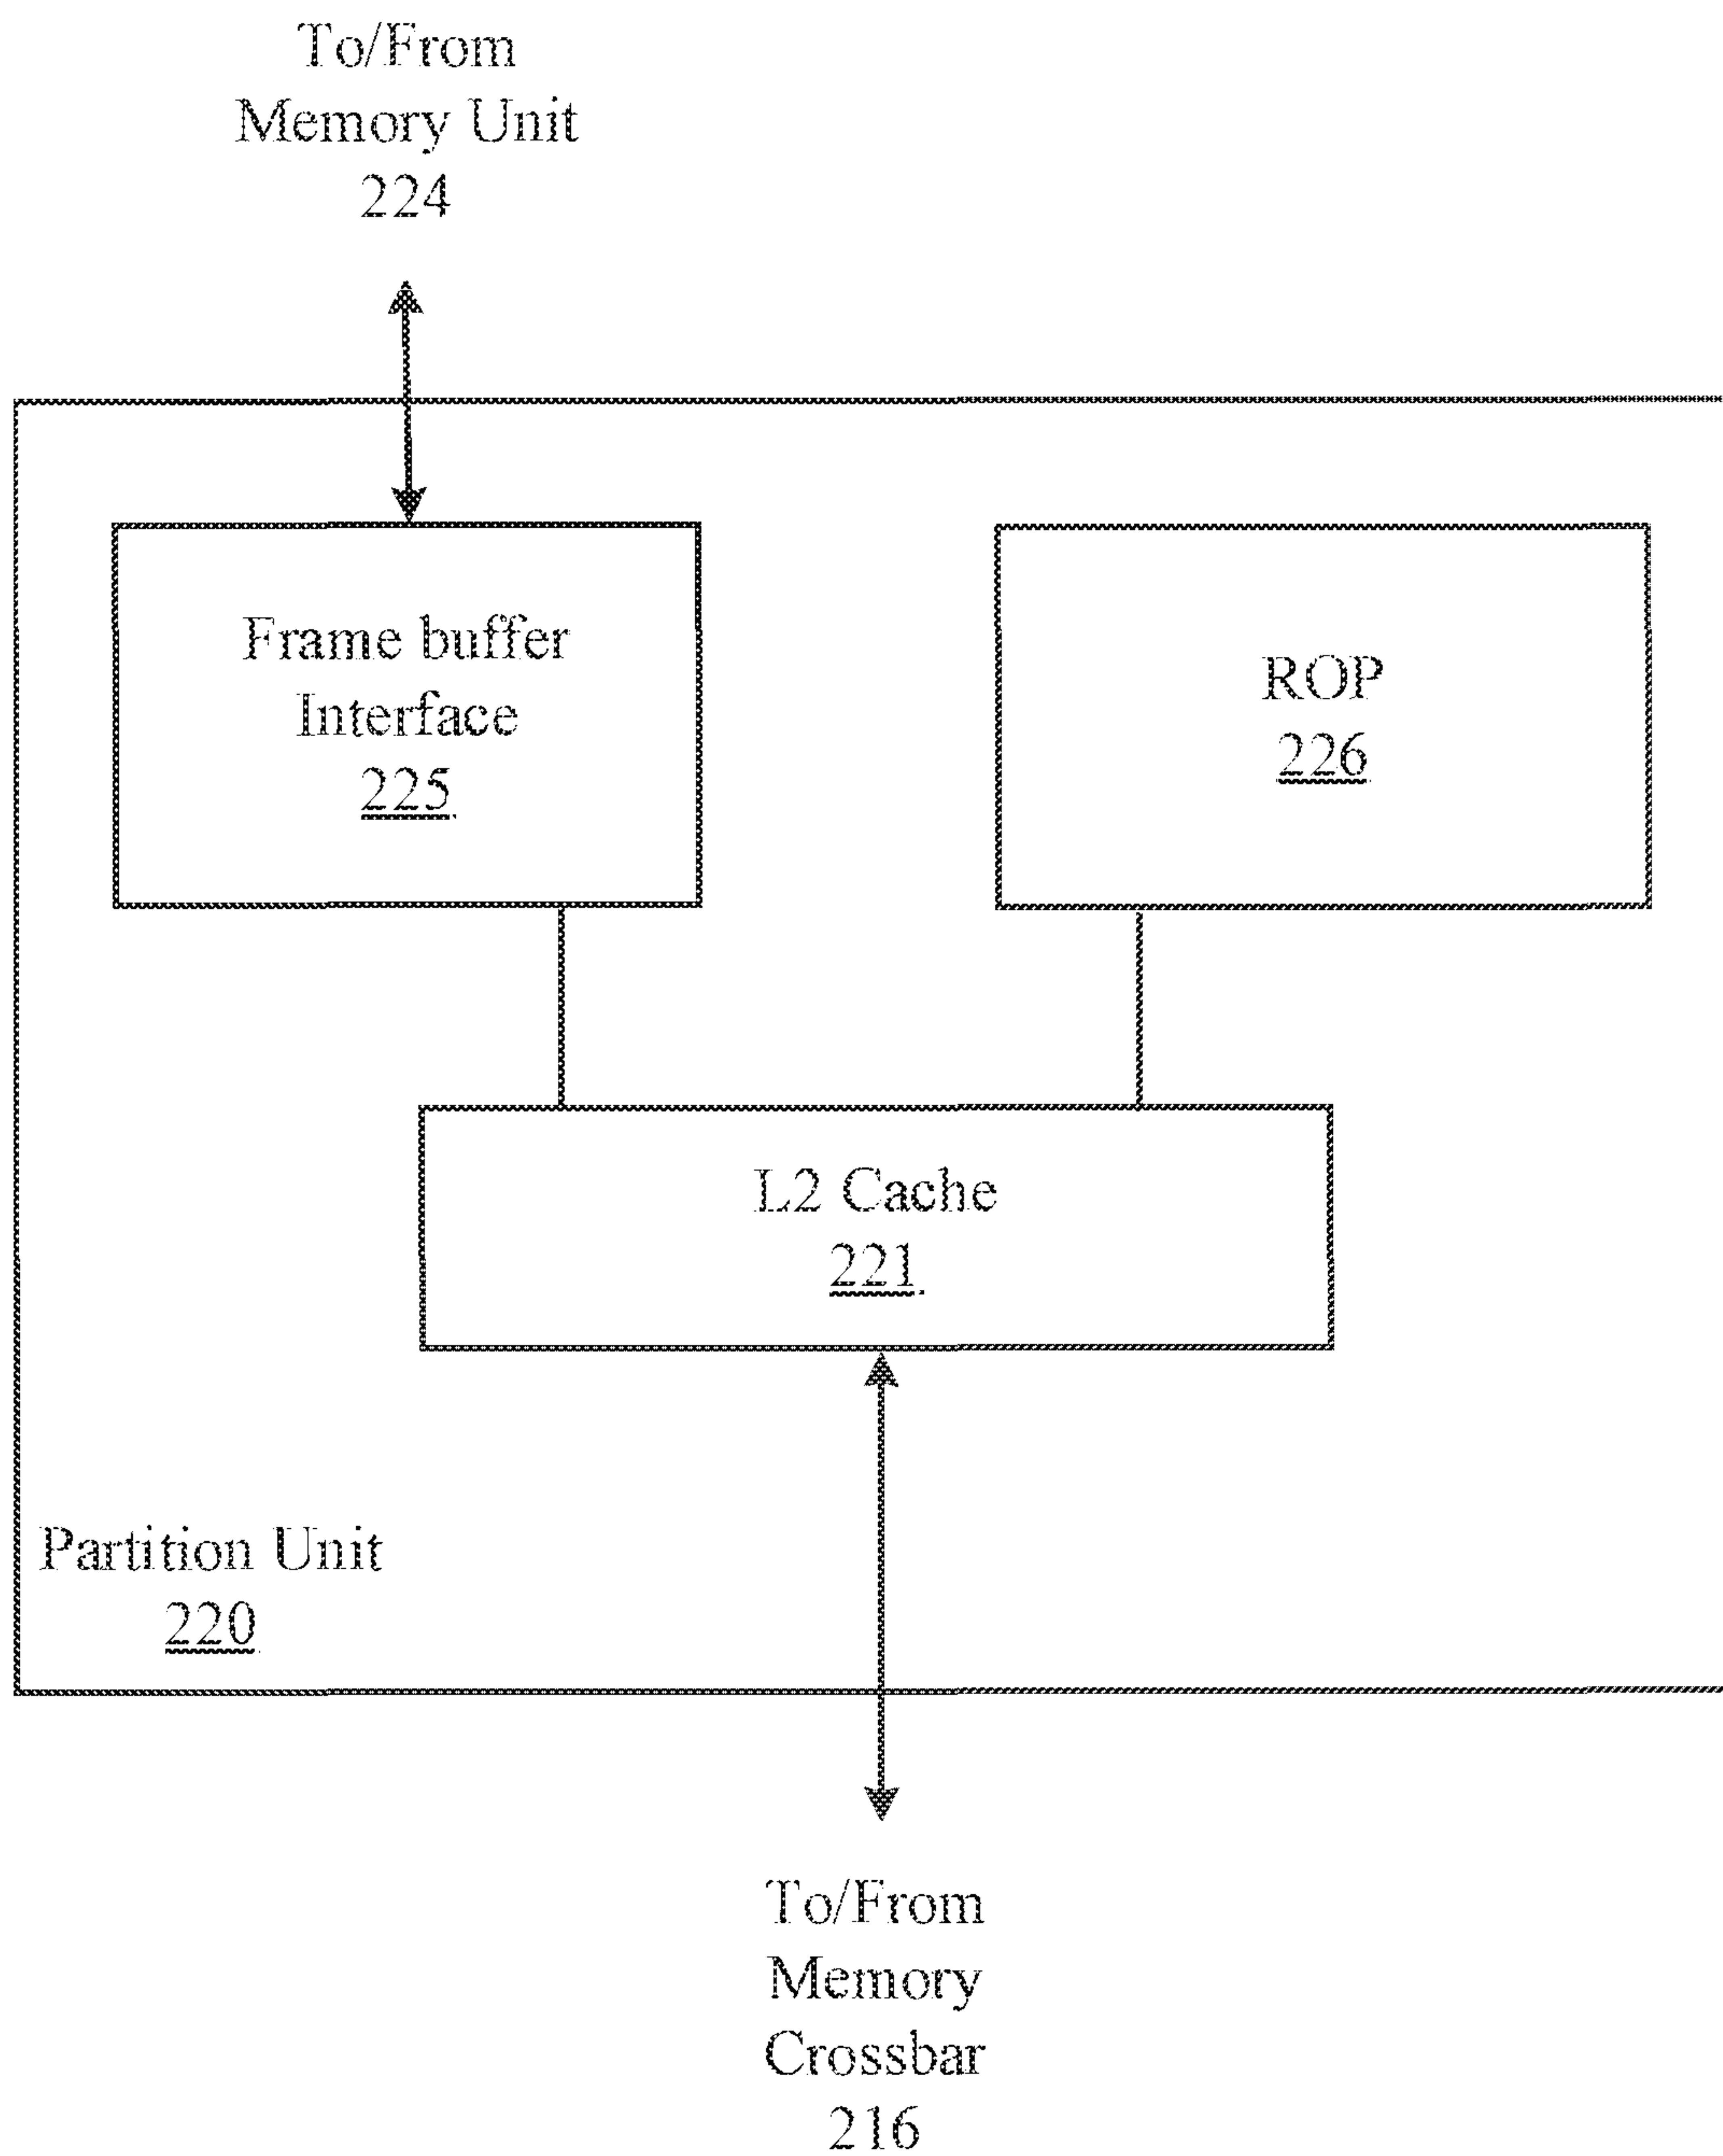 To/From
Memory Unit
224
Frame buffer
Interface
225
ROP
226
L2 Cache
221
Partition Unit
220
To/From
Memory
Crossbar
216